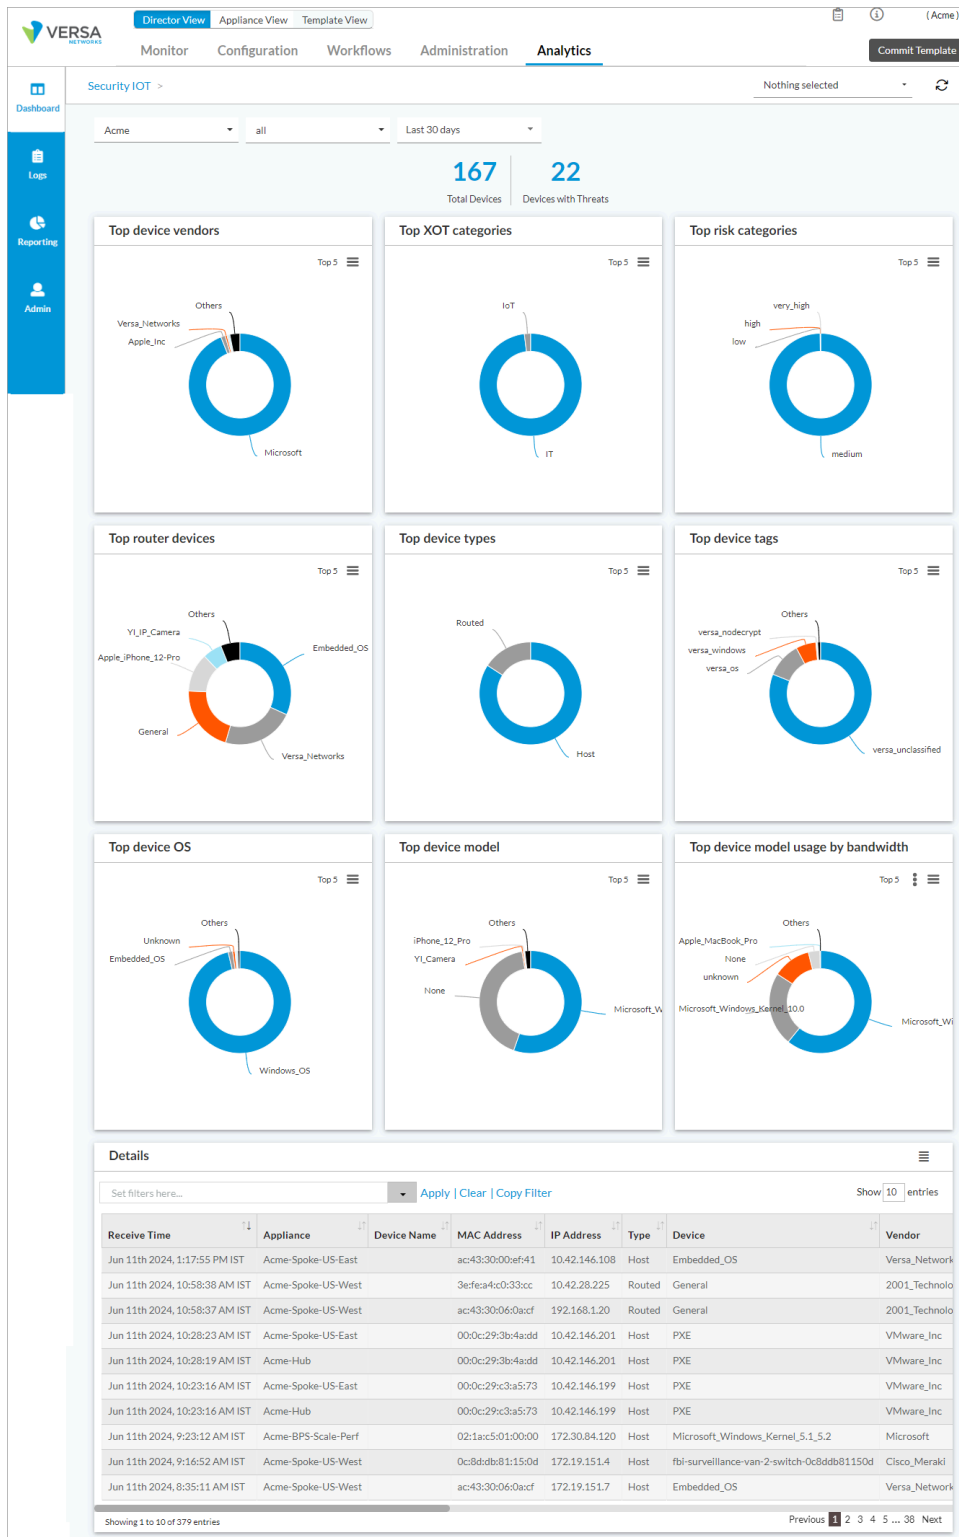 VERSA
NETWORKS
Director View Appliance View Template View
(Acme)
Monitor Configuration Workflows Administration Analytics
Commit Template
Dashboard
Logs
Reporting
Admin
Security IOT >
Nothing selected
Acme all Last 30 days
167 22
Total Devices Devices with Threats
Top device vendors
Top 5
Others
Versa_Networks
Apple_Inc
Microsoft
Top XOT categories
Top 5
IoT
IT
Top risk categories
Top 5
very_high
high
low
medium
Top router devices
Top 5
Others
YI_IP_Camera
Apple_iPhone_12-Pro
Embedded_OS
General
Versa_Networks
Top device types
Top 5
Routed
Host
Top device tags
Top 5
Others
versa_nodecrypt
versa_windows
versa_os
versa_unclassified
Top device OS
Top 5
Others
Unknown
Embedded_OS
Windows_OS
Top device model
Top 5
Others
iPhone_12_Pro
YI_Camera
None
Microsoft_W
Top device model usage by bandwidth
Top 5
Others
Apple_MacBook_Pro
None
unknown
Microsoft_Windows_Kernel_10.0
Microsoft_Wi
Details
Set filters here...
Apply | Clear | Copy Filter
Show 10 entries
Receive Time Appliance Device Name MAC Address IP Address Type Device Vendor
Jun 11th 2024, 1:17:55 PM IST Acme-Spoke-US-East ac:43:30:00:ef:41 10.42.146.108 Host Embedded_OS Versa_Network
Jun 11th 2024, 10:58:38 AM IST Acme-Spoke-US-West 3e:fe:a4:c0:33:cc 10.42.28.225 Routed General 2001_Technolo
Jun 11th 2024, 10:58:37 AM IST Acme-Spoke-US-West ac:43:30:06:0a:cf 192.168.1.20 Routed General 2001_Technolo
Jun 11th 2024, 10:28:23 AM IST Acme-Spoke-US-East 00:0c:29:3b:4a:dd 10.42.146.201 Host PXE VMware_Inc
Jun 11th 2024, 10:28:19 AM IST Acme-Hub 00:0c:29:3b:4a:dd 10.42.146.201 Host PXE VMware_Inc
Jun 11th 2024, 10:23:16 AM IST Acme-Spoke-US-East 00:0c:29:c3:a5:73 10.42.146.199 Host PXE VMware_Inc
Jun 11th 2024, 10:23:16 AM IST Acme-Hub 00:0c:29:c3:a5:73 10.42.146.199 Host PXE VMware_Inc
Jun 11th 2024, 9:23:12 AM IST Acme-BPS-Scale-Perf 02:1a:c5:01:00:00 172.30.84.120 Host Microsoft_Windows_Kernel_5.1_5.2 Microsoft
Jun 11th 2024, 9:16:52 AM IST Acme-Spoke-US-West 0c:8d:db:81:15:0d 172.19.151.4 Host fbi-surveillance-van-2-switch-0c8ddb81150d Cisco_Meraki
Jun 11th 2024, 8:35:11 AM IST Acme-Spoke-US-West ac:43:30:06:0a:cf 172.19.151.7 Host Embedded_OS Versa_Network
Showing 1 to 10 of 379 entries
Previous 1 2 3 4 5 ... 38 Next